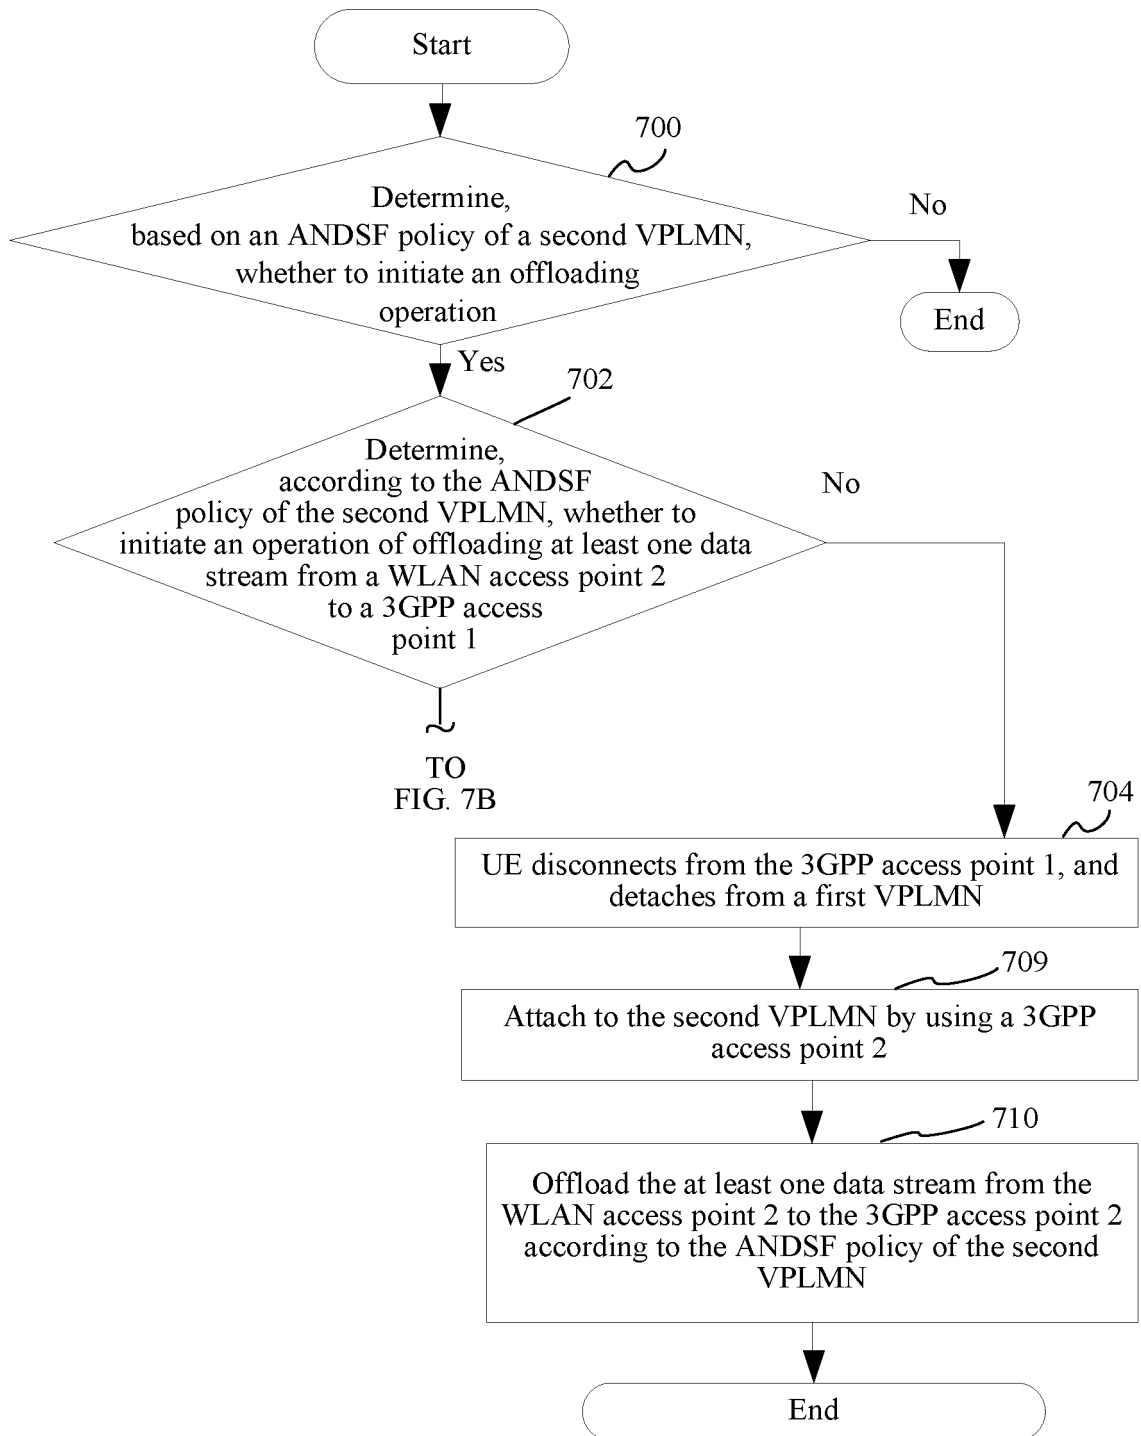 Start
700
Determine,
based on an ANDSF policy of a second VPLMN,
whether to initiate an offloading
operation
No
End
Yes
702
Determine,
according to the ANDSF
policy of the second VPLMN, whether to
initiate an operation of offloading at least one data
stream from a WLAN access point 2
to a 3GPP access
point 1
No
TO
FIG. 7B
704
UE disconnects from the 3GPP access point 1, and
detaches from a first VPLMN
709
Attach to the second VPLMN by using a 3GPP
access point 2
710
Offload the at least one data stream from the
WLAN access point 2 to the 3GPP access point 2
according to the ANDSF policy of the second
VPLMN
End